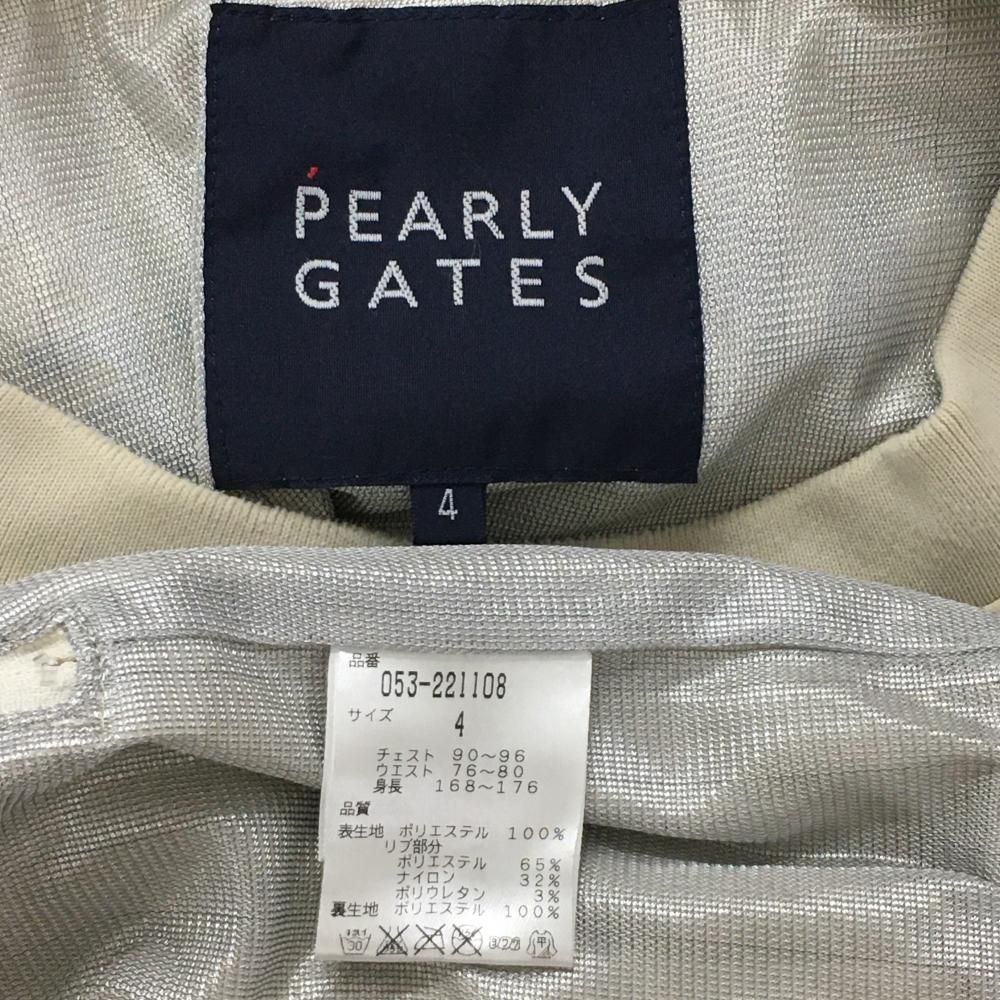 PEARLY
GATES
4
品番
053-221108
サイズ
4
チェスト 90～96
ウエスト 76～80
身長 168～176
品質
表生地 ポリエステル 100%
リブ部分
ポリエステル 65%
ナイロン 32%
ポリウレタン 3%
裏生地 ポリエステル 100%
30
平